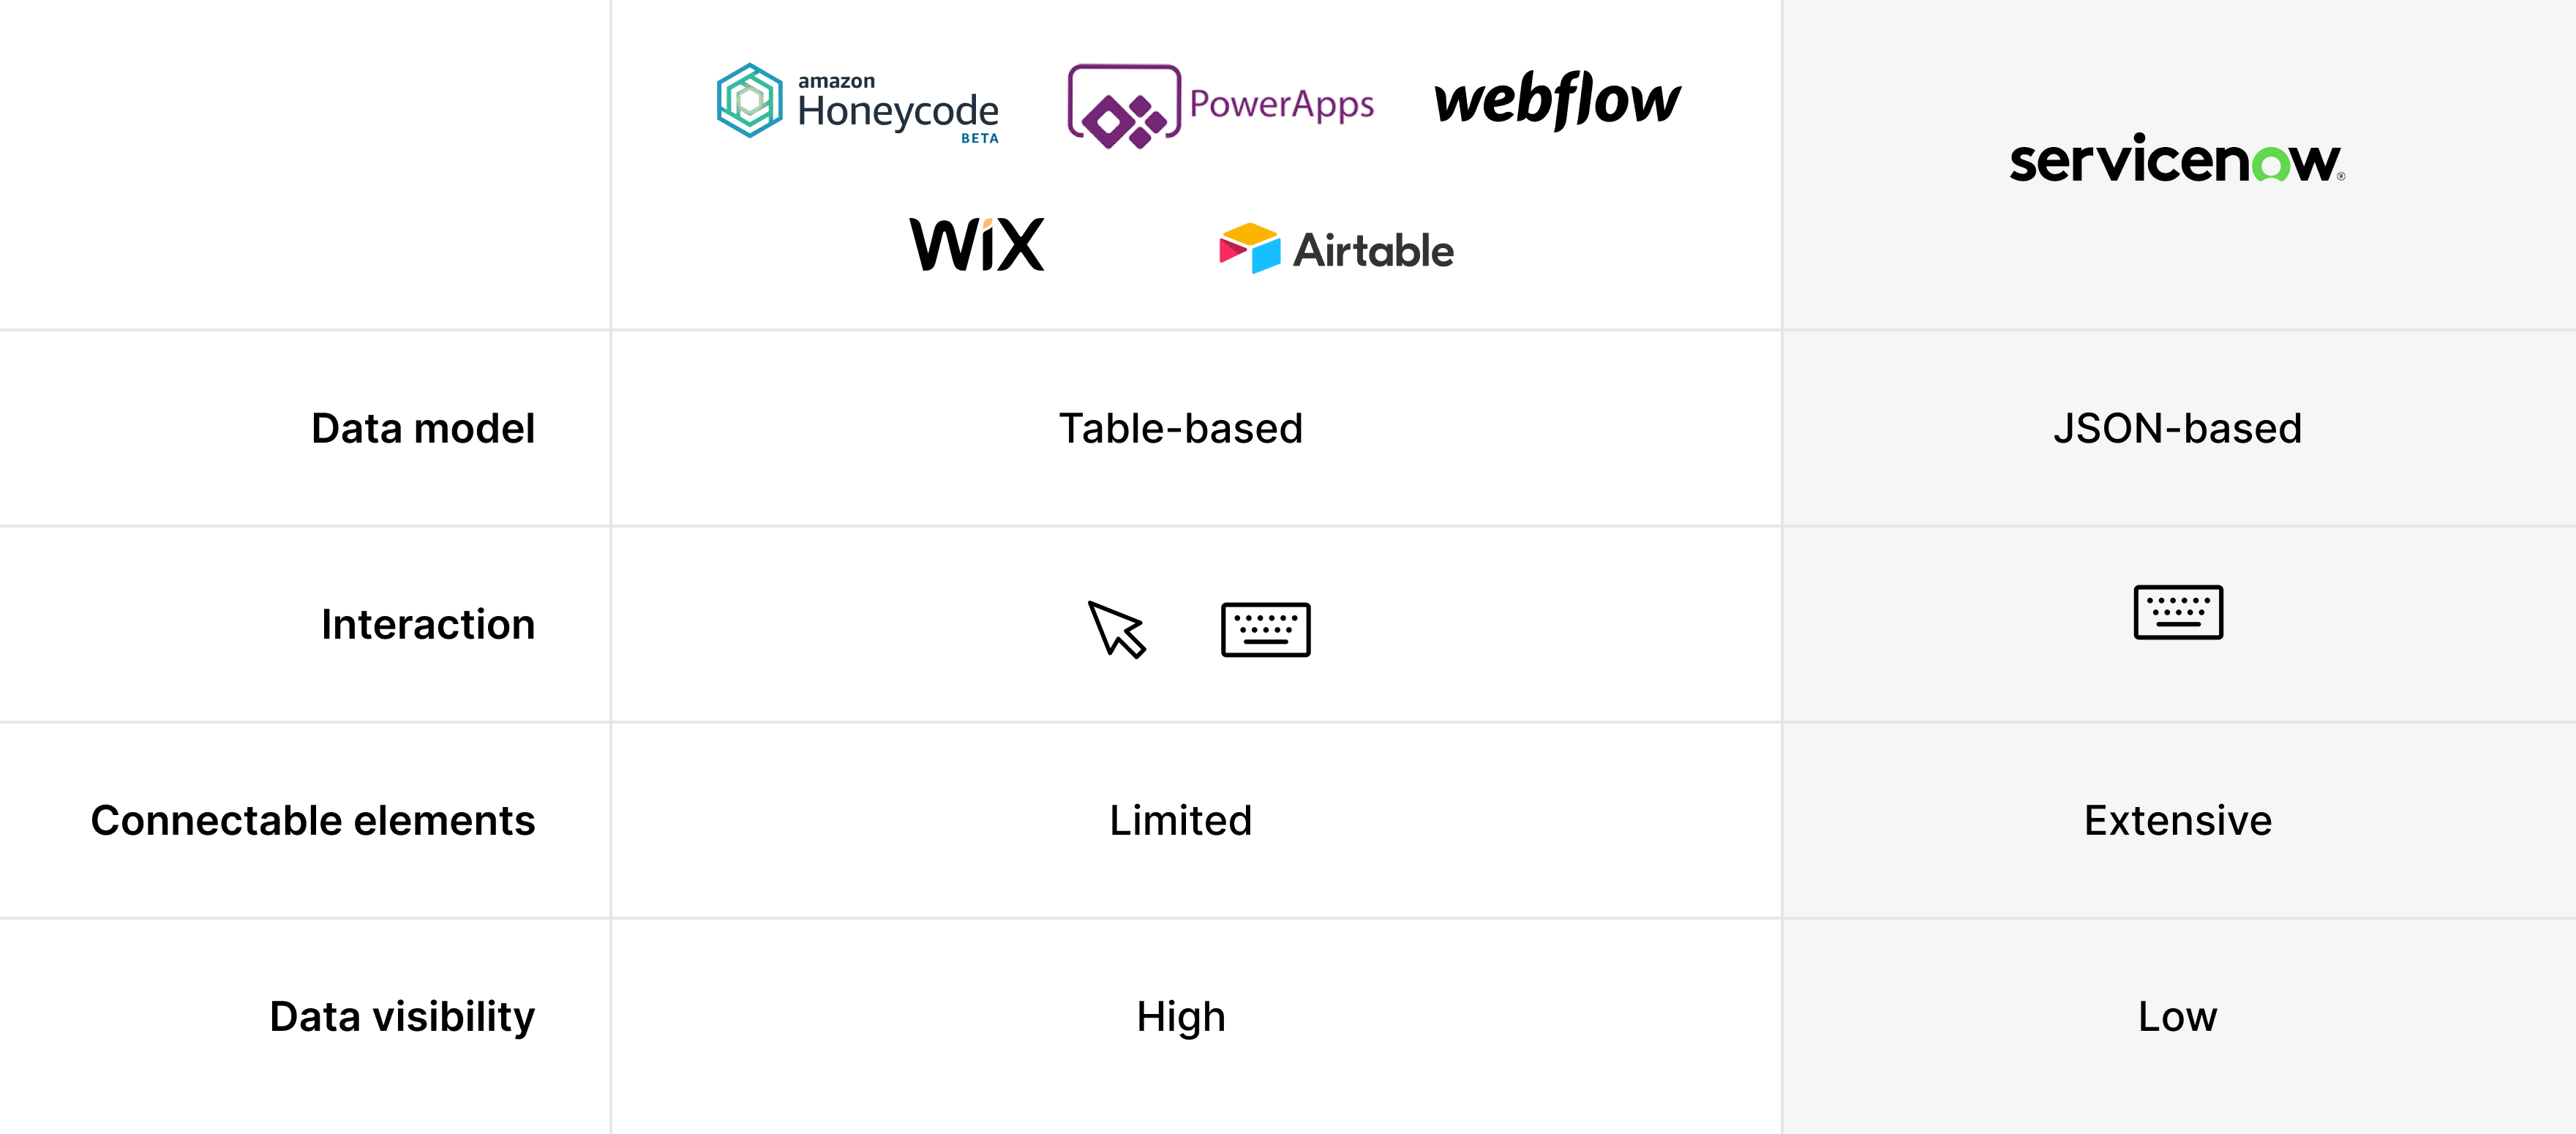 amazon
Honeycode
BETA
PowerApps
webflow
servicenow®
WiX
Airtable
Data model
Table-based
JSON-based
Interaction
Connectable elements
Limited
Extensive
Data visibility
High
Low